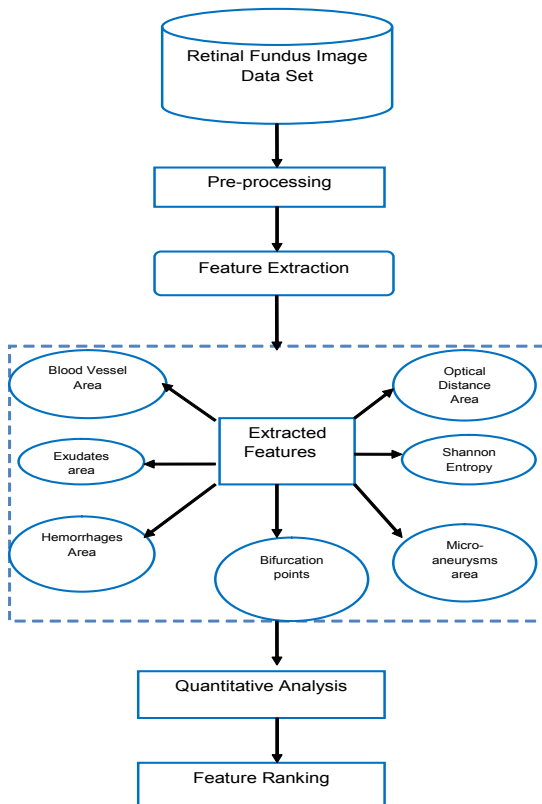 Retinal Fundus Image
Data Set
Pre-processing
Feature Extraction
Blood Vessel
Area
Optical
Distance
Area
Extracted
Features
Exudates
area
Shannon
Entropy
Hemorrhages
Area
Bifurcation
points
Micro-
aneurysms
area
Quantitative Analysis
Feature Ranking